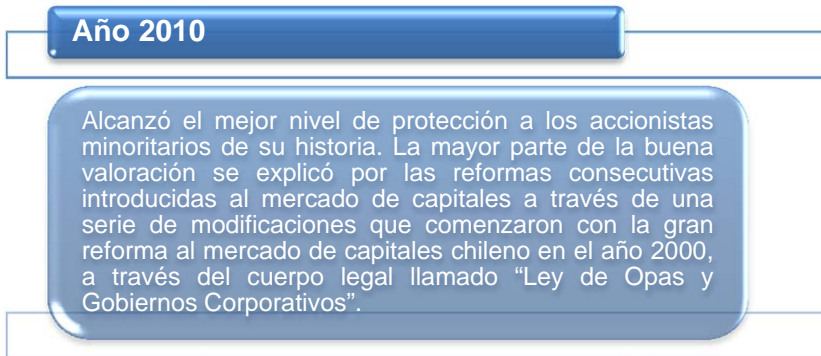 Año 2010
Alcanzó el mejor nivel de protección a los accionistas
minoritarios de su historia. La mayor parte de la buena
valoración se explicó por las reformas consecutivas
introducidas al mercado de capitales a través de una
serie de modificaciones que comenzaron con la gran
reforma al mercado de capitales chileno en el año 2000,
a través del cuerpo legal llamado “Ley de Opas y
Gobiernos Corporativos”.